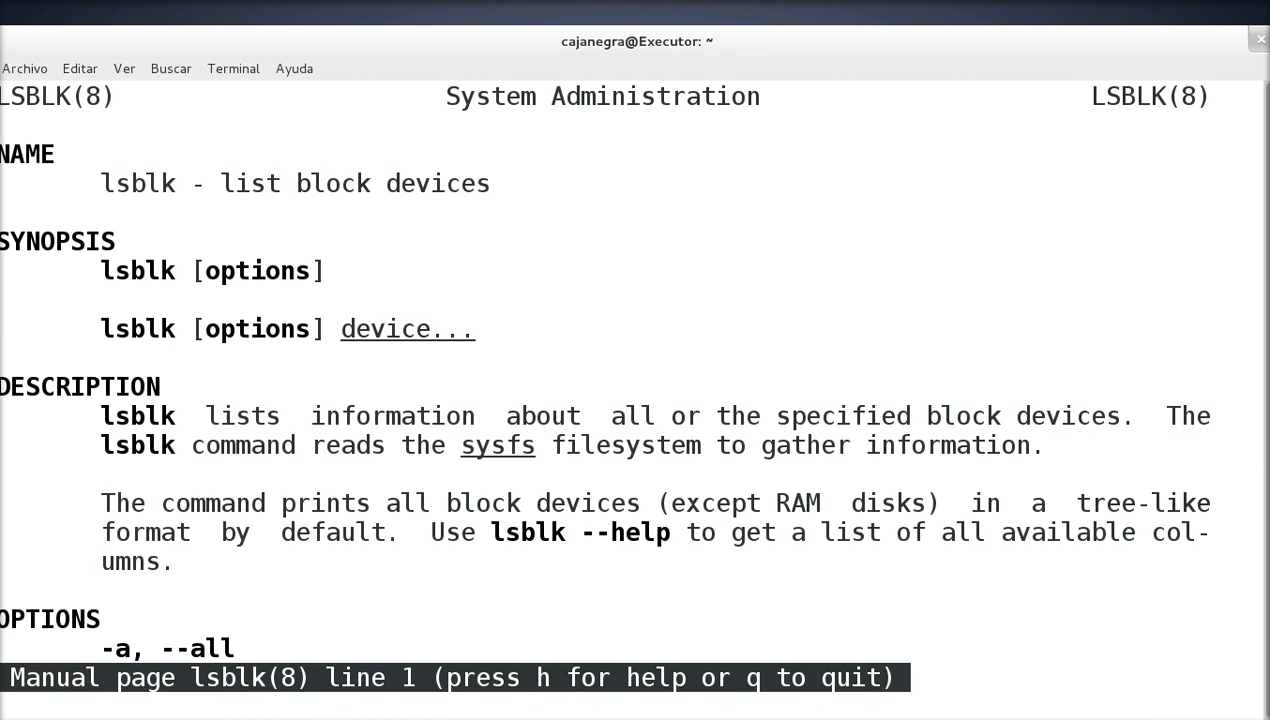 cajanegra@Executor: ~
×
Archivo Editar Ver Buscar Terminal Ayuda
LSBLK(8) System Administration LSBLK(8)
NAME
lsblk - list block devices
SYNOPSIS
lsblk [options]
lsblk [options] device...
DESCRIPTION
lsblk lists information about all or the specified block devices. The
lsblk command reads the sysfs filesystem to gather information.
The command prints all block devices (except RAM disks) in a tree-like
format by default. Use lsblk --help to get a list of all available col-
umns.
OPTIONS
-a, --all
Manual page lsblk(8) line 1 (press h for help or q to quit)